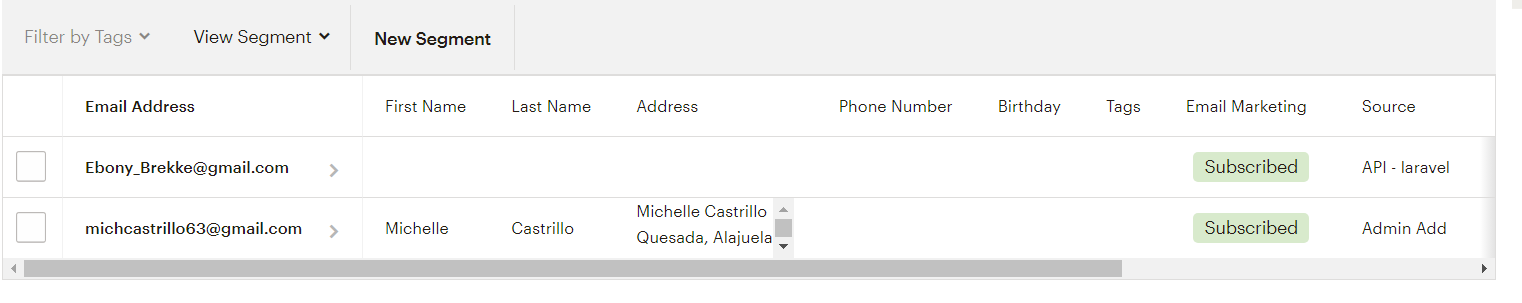 Filter by Tags View Segment New Segment
Email Address First Name Last Name Address Phone Number Birthday Tags Email Marketing Source
Ebony_Brekke@gmail.com Subscribed API - laravel
michcastrillo63@gmail.com Michelle Castrillo Michelle Castrillo Subscribed Admin Add
Quesada, Alajuela